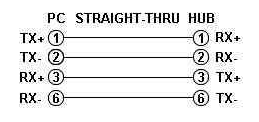 PC STRAIGHT-THRU HUB
TX+ 1 1 RX+
TX- 2 2 RX-
RX+ 3 3 TX+
RX- 6 6 TX-